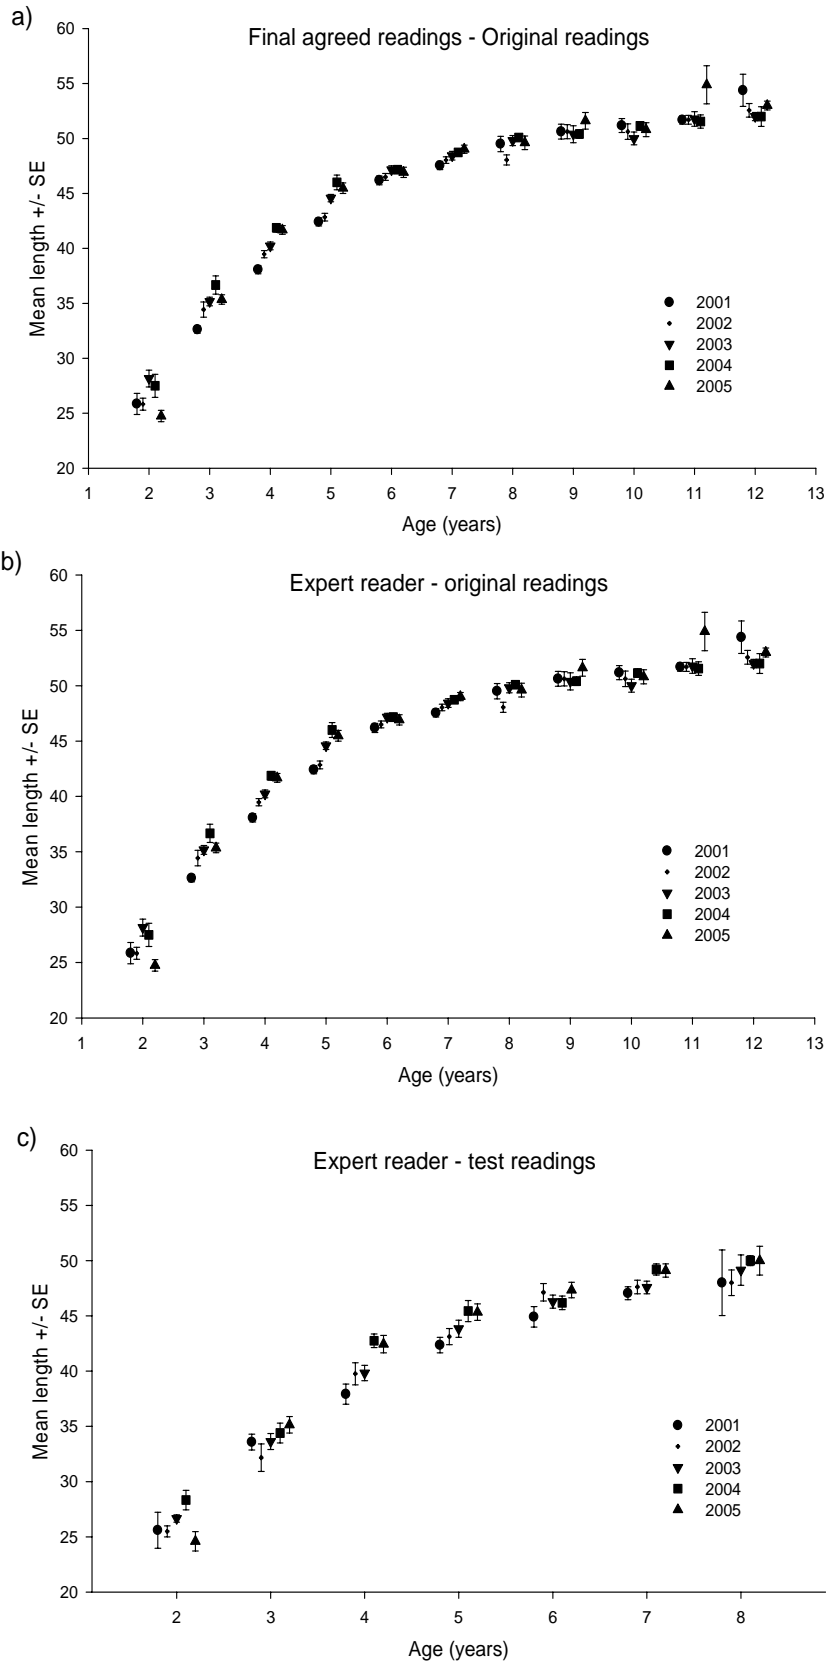 a)
Final agreed readings - Original readings
60
55
50
45
40
35
30
25
20
Mean length +/- SE
2001
2002
2003
2004
2005
1 2 3 4 5 6 7 8 9 10 11 12 13
Age (years)
b)
Expert reader - original readings
60
55
50
45
40
35
30
25
20
Mean length +/- SE
2001
2002
2003
2004
2005
1 2 3 4 5 6 7 8 9 10 11 12 13
Age (years)
c)
Expert reader - test readings
60
55
50
45
40
35
30
25
20
Mean length +/- SE
2001
2002
2003
2004
2005
2 3 4 5 6 7 8
Age (years)